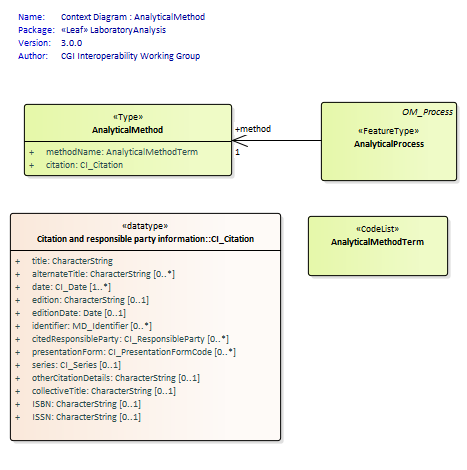 Name: Context Diagram : AnalyticalMethod
Package: «Leaf» LaboratoryAnalysis
Version: 3.0.0
Author: CGI Interoperability Working Group
«Type»
AnalyticalMethod
+ methodName: AnalyticalMethodTerm
+ citation: CI_Citation
+method
1
OM_Process
«FeatureType»
AnalyticalProcess
«datatype»
Citation and responsible party information::CI_Citation
+ title: CharacterString
+ alternateTitle: CharacterString [0..*]
+ date: CI_Date [1..*]
+ edition: CharacterString [0..1]
+ editionDate: Date [0..1]
+ identifier: MD_Identifier [0..*]
+ citedResponsibleParty: CI_ResponsibleParty [0..*]
+ presentationForm: CI_PresentationFormCode [0..*]
+ series: CI_Series [0..1]
+ otherCitationDetails: CharacterString [0..1]
+ collectiveTitle: CharacterString [0..1]
+ ISBN: CharacterString [0..1]
+ ISSN: CharacterString [0..1]
«CodeList»
AnalyticalMethodTerm